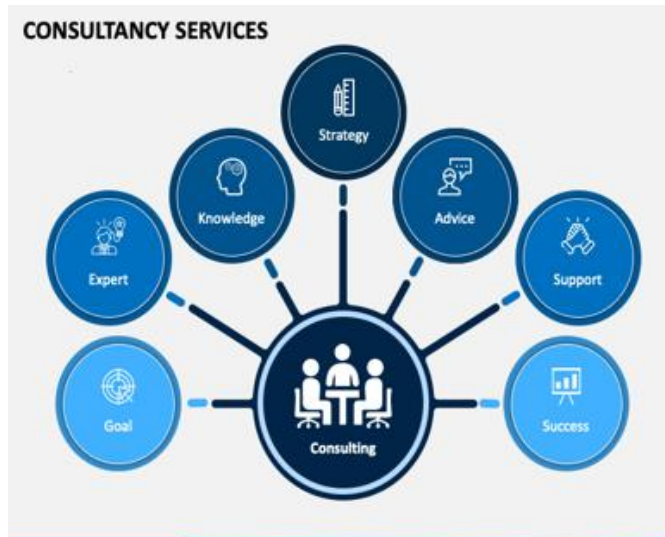 CONSULTANCY SERVICES
Strategy
Knowledge
Advice
Expert
Support
Goal
Success
Consulting